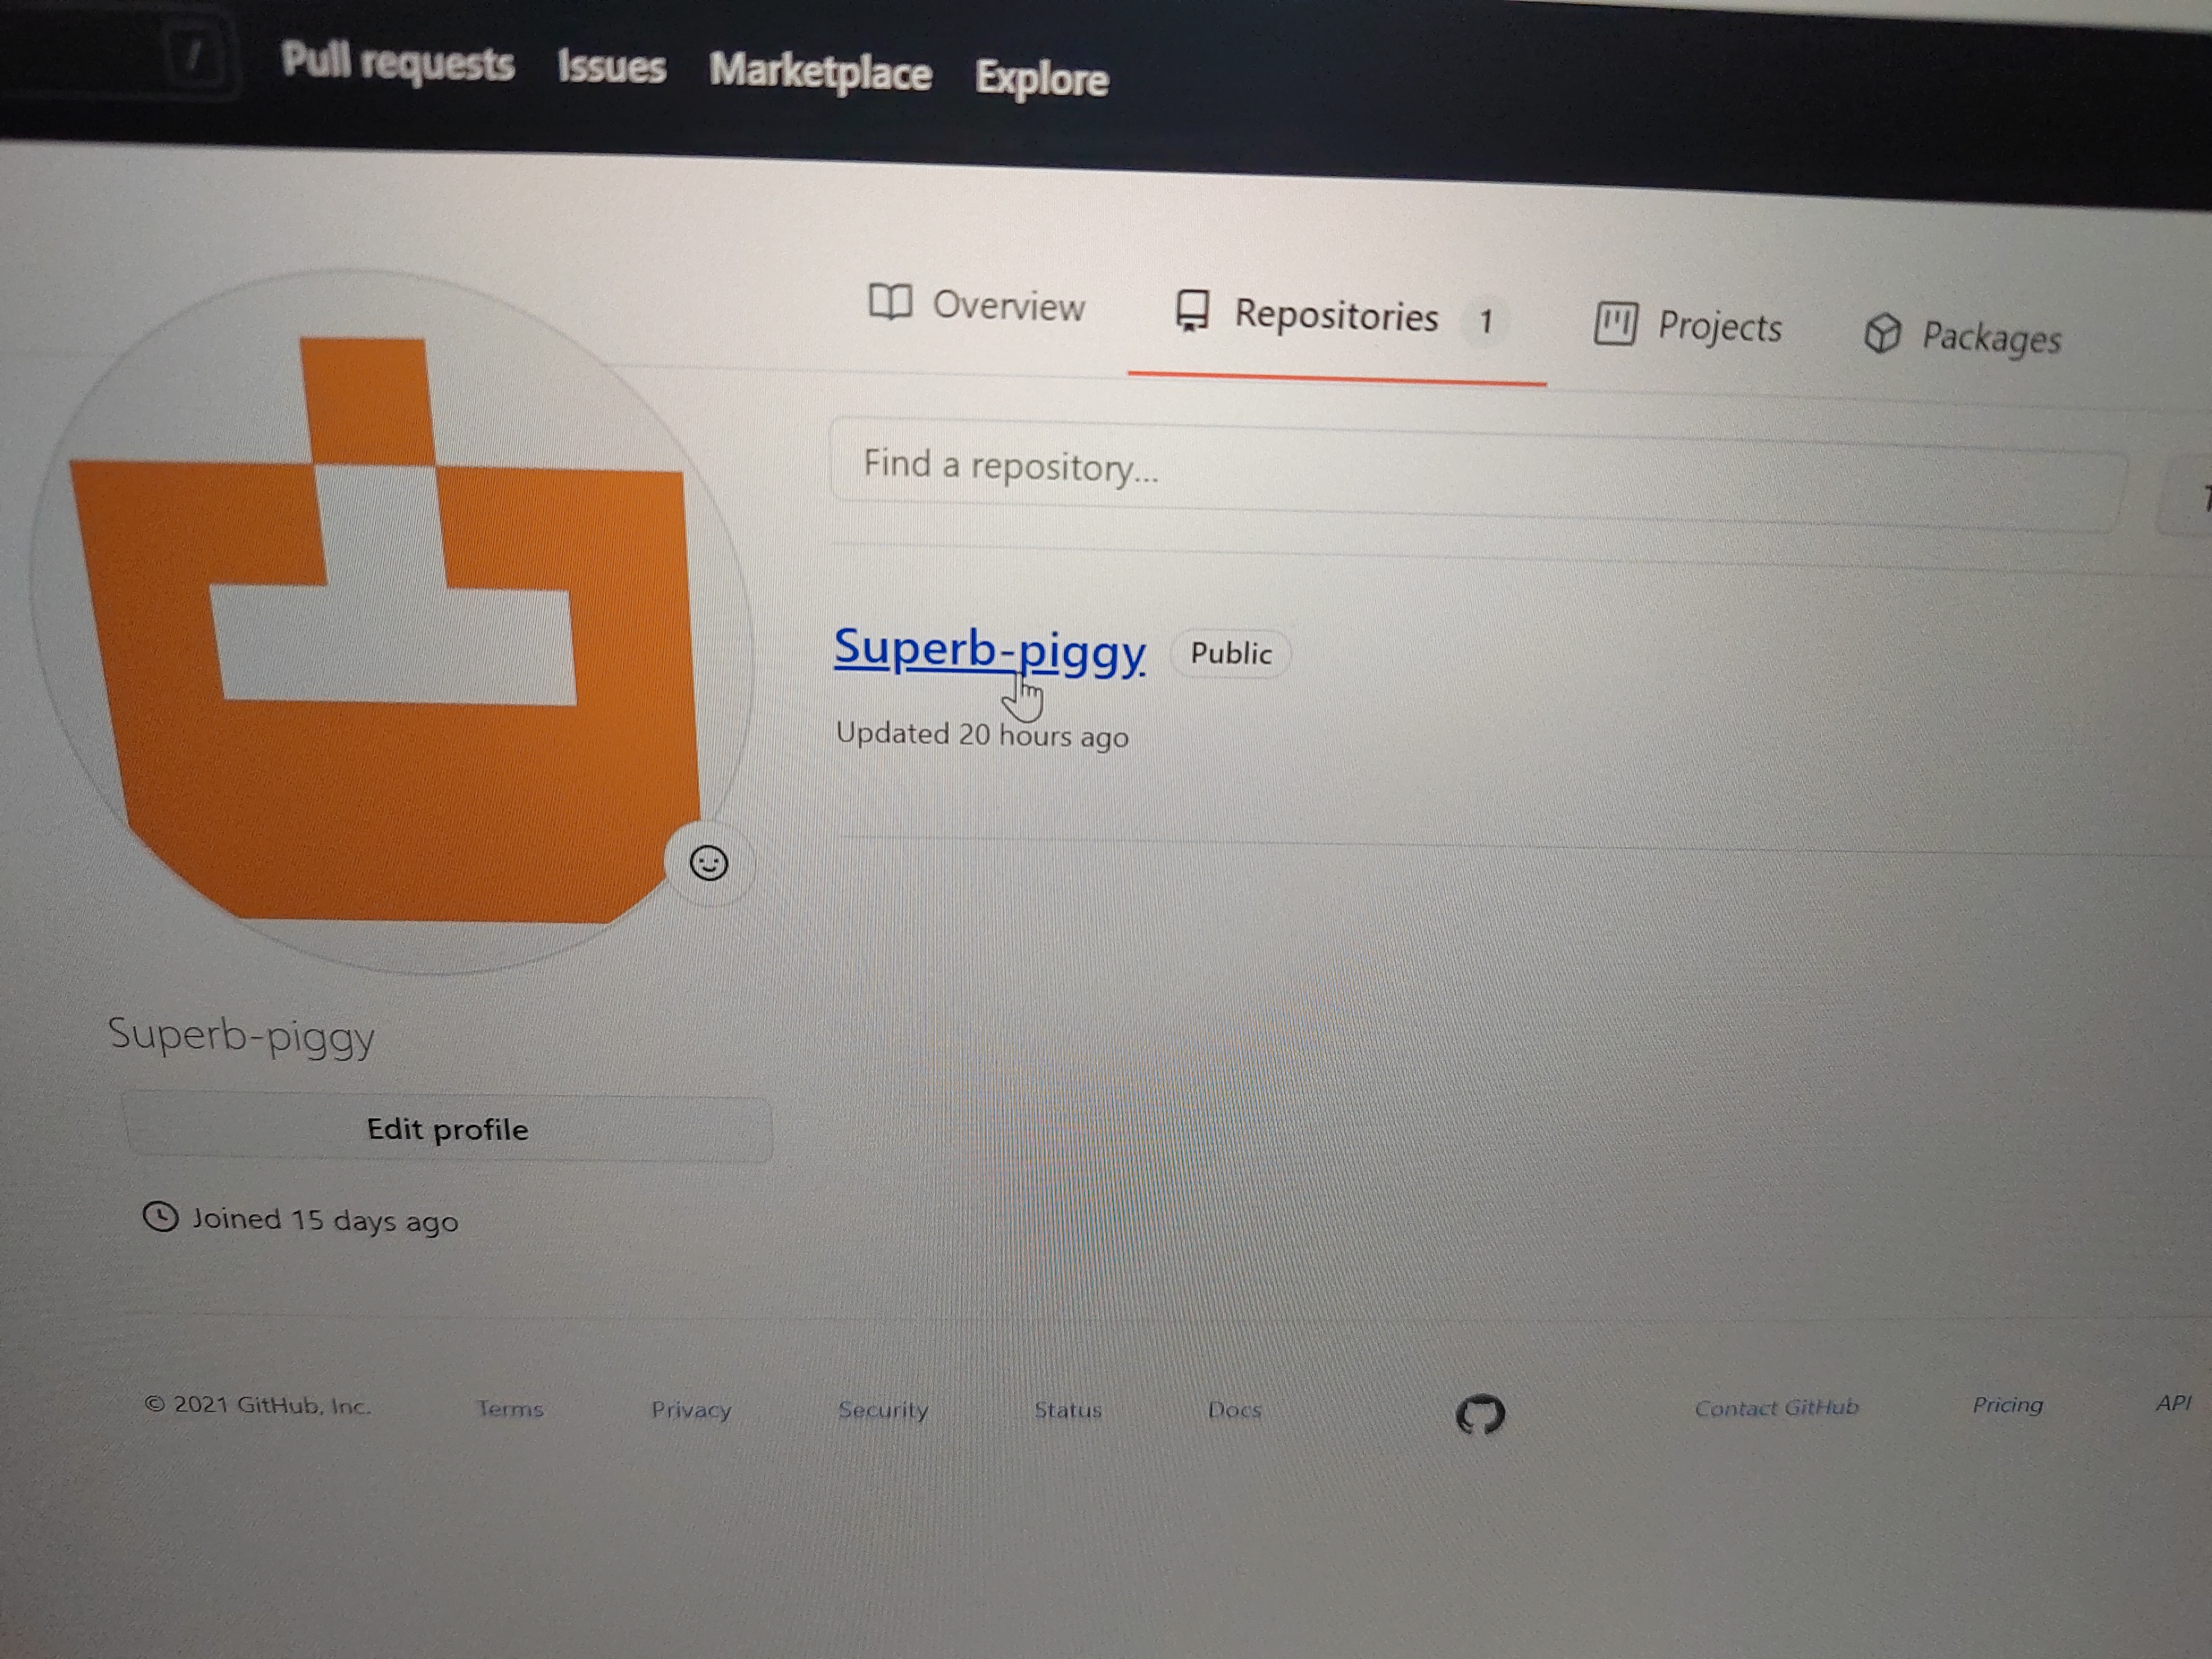 / Pull requests Issues Marketplace Explore
Overview Repositories 1 Projects Packages
Find a repository...
Superb-piggy Public
Updated 20 hours ago
Superb-piggy
Edit profile
Joined 15 days ago
© 2021 GitHub, Inc. Terms Privacy Security Status Docs Contact GitHub Pricing API